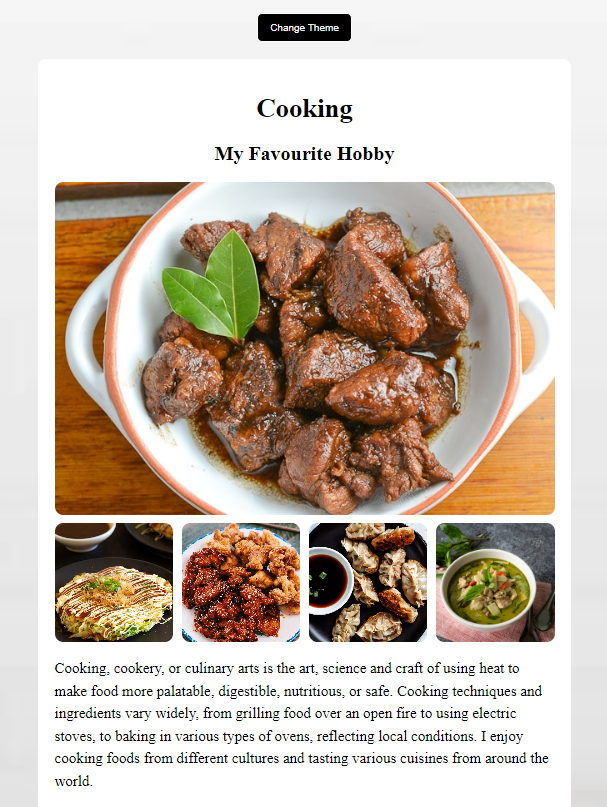 Change Theme
Cooking
My Favourite Hobby
Cooking, cookery, or culinary arts is the art, science and craft of using heat to
make food more palatable, digestible, nutritious, or safe. Cooking techniques and
ingredients vary widely, from grilling food over an open fire to using electric
stoves, to baking in various types of ovens, reflecting local conditions. I enjoy
cooking foods from different cultures and tasting various cuisines from around the
world.